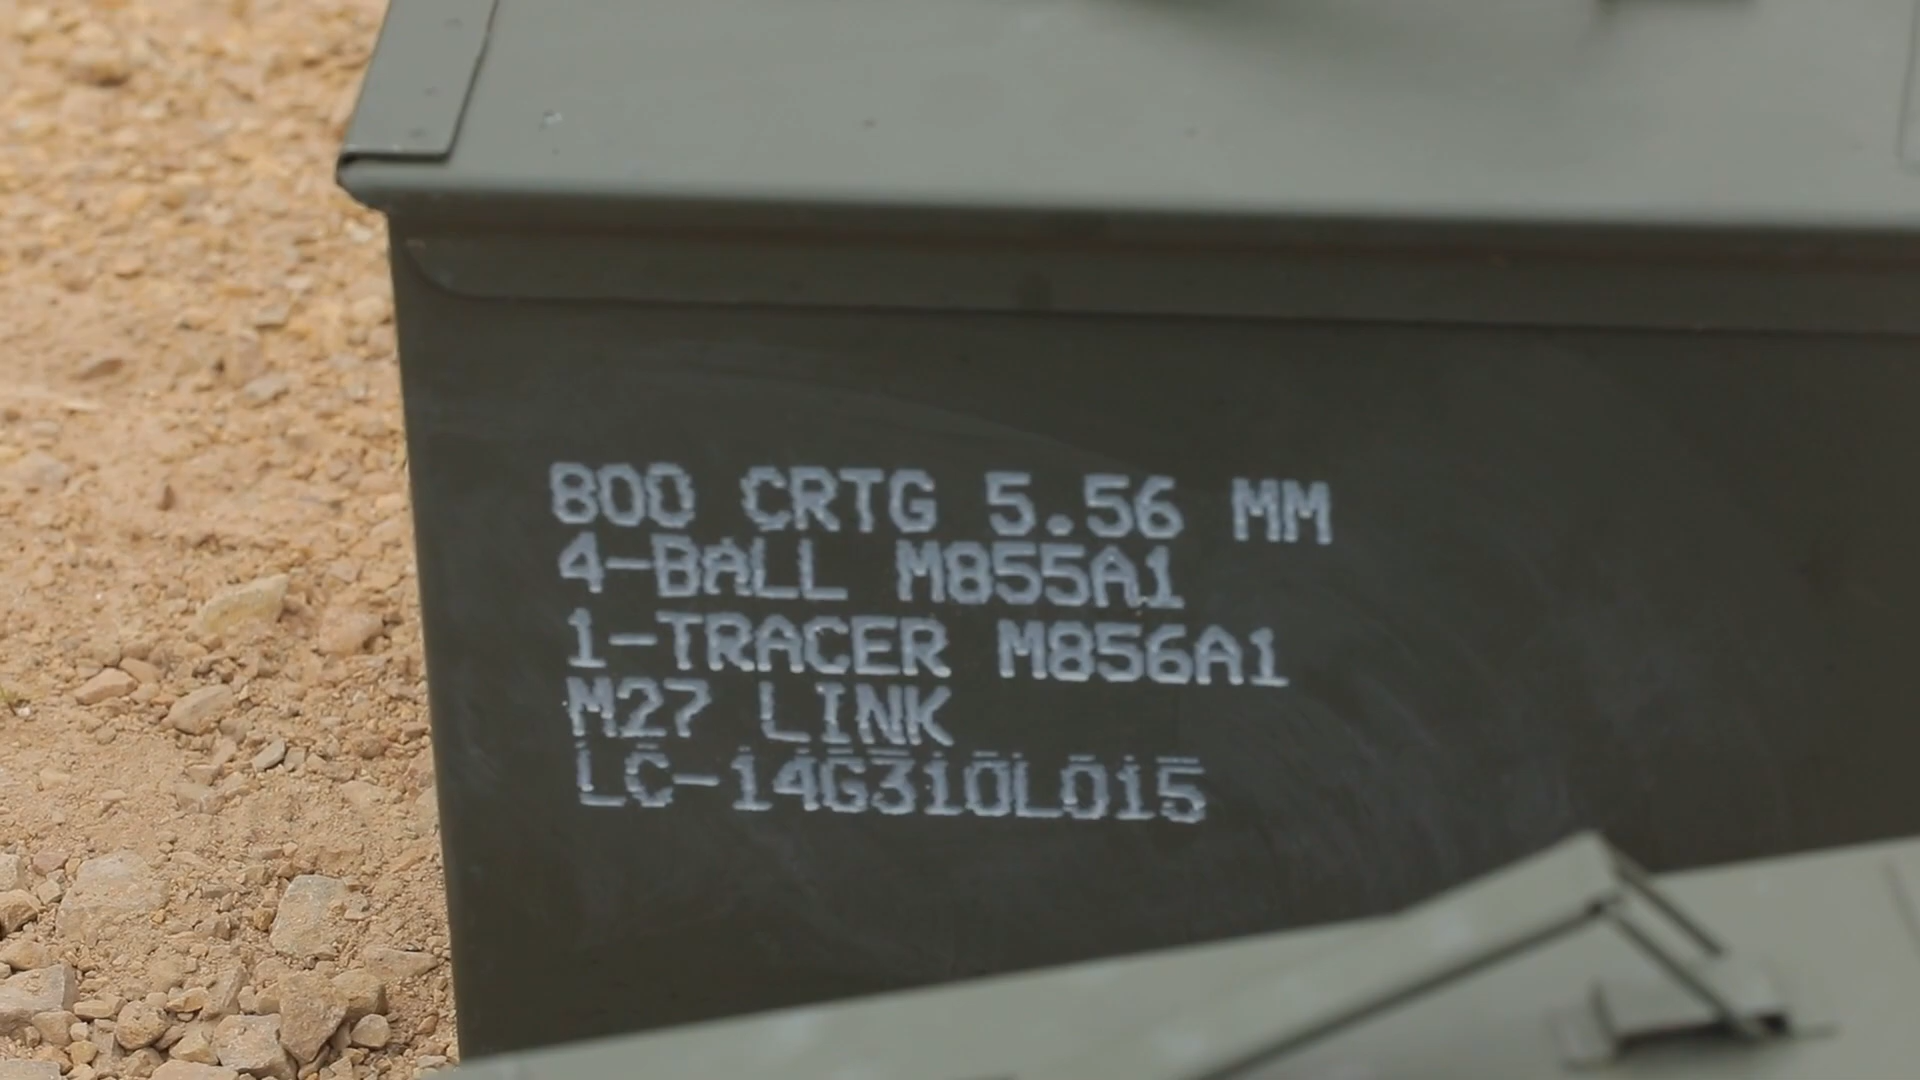 800 CRTG 5.56 MM
4-BALL M855A1
1-TRACER M856A1
M27 LINK
LC-14G310L015